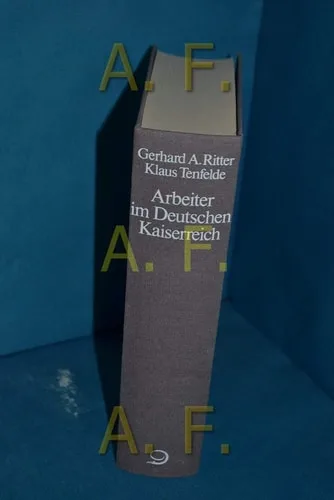 A. F.
Gerhard A. Ritter
Klaus Tenfelde
Arbeiter
im Deutschen
Kaiserreich
A. F.
A. F.